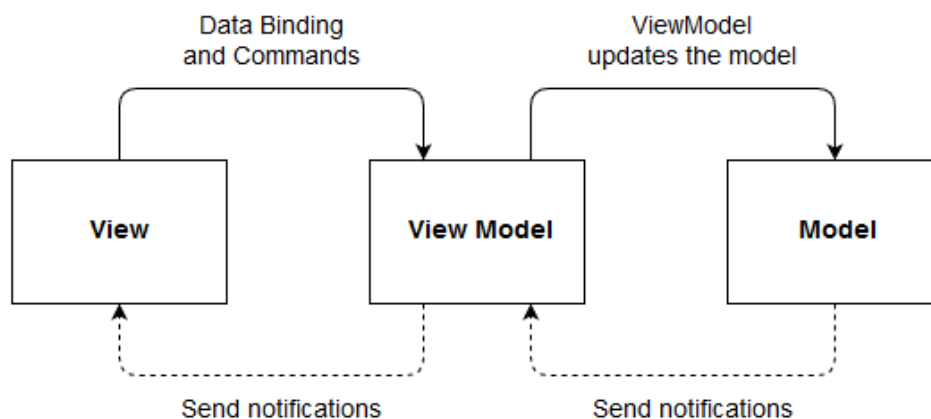 Data Binding
and Commands
ViewModel
updates the model
View
View Model
Model
Send notifications
Send notifications